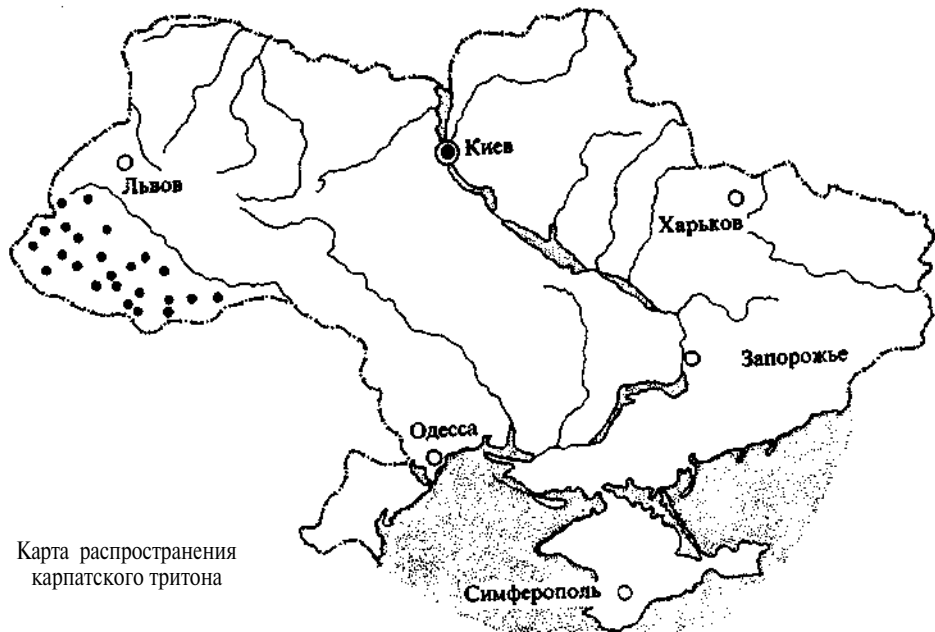 Киев
Львов
Харьков
Запорожье
Одесса
Карта распространения
карпатского тритона
Симферополь